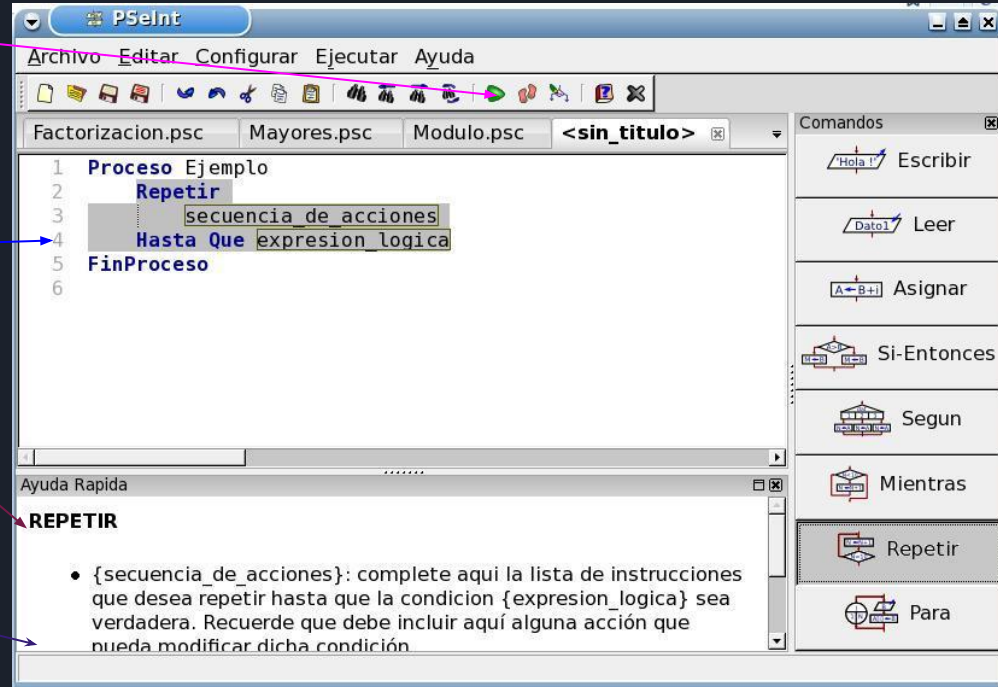 PSeInt
Archivo Editar Configurar Ejecutar Ayuda
Factorizacion.psc Mayores.psc Modulo.psc <sin_titulo>
1 Proceso Ejemplo
2 Repetir
3 secuencia_de_acciones
4 Hasta Que expresion_logica
5 FinProceso
6
Comandos
'Hola !' Escribir
Dato1 Leer
A←B+i Asignar
Si-Entonces
Segun
Mientras
Repetir
Para
Ayuda Rapida
REPETIR
• {secuencia_de_acciones}: complete aqui la lista de instrucciones
que desea repetir hasta que la condicion {expresion_logica} sea
verdadera. Recuerde que debe incluir aquí alguna acción que
pueda modificar dicha condición